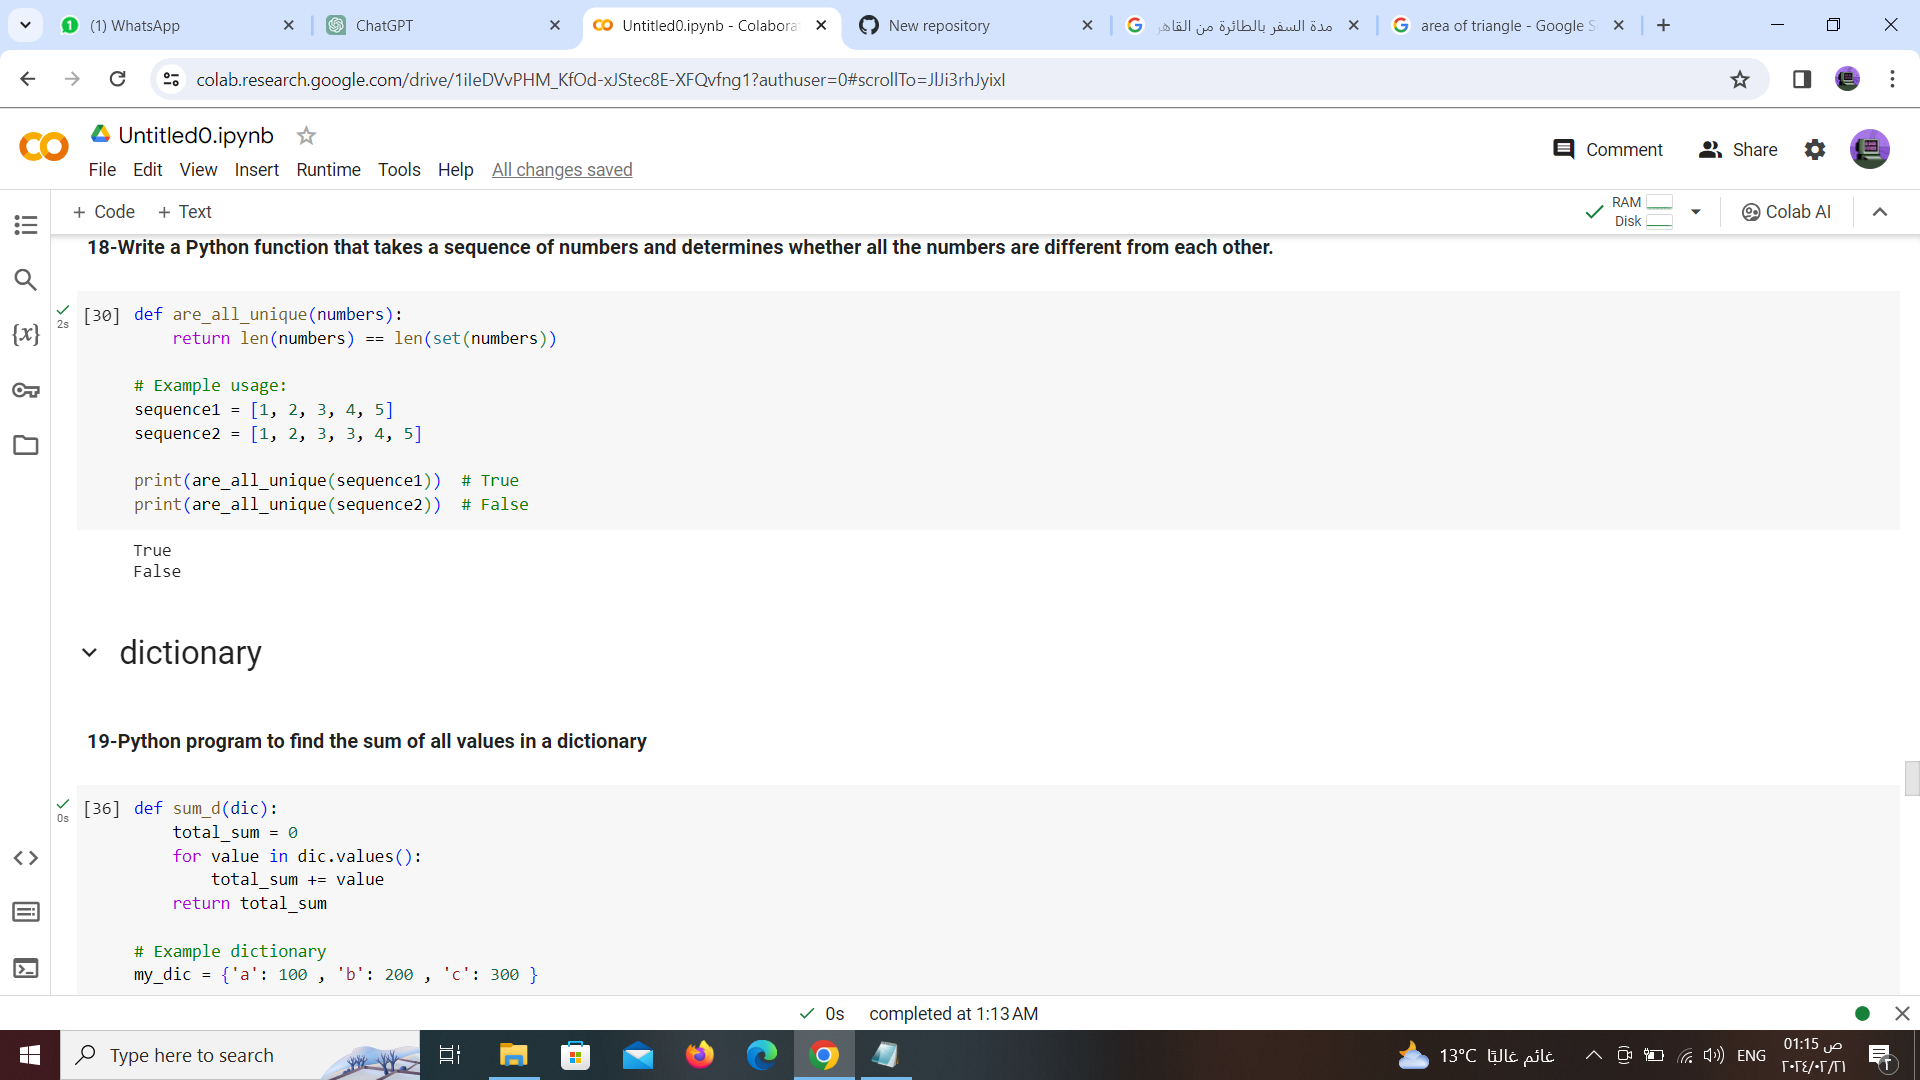 (1) WhatsApp
ChatGPT
Untitled0.ipynb - Colabora
New repository
مدة السفر بالطائرة من القاهر
area of triangle - Google S
colab.research.google.com/drive/1iIeDVvPHM_KfOd-xJStec8E-XFQvfng1?authuser=0#scrollTo=JlJi3rhJyixI
Untitled0.ipynb
File Edit View Insert Runtime Tools Help All changes saved
Comment
Share
+ Code + Text
RAM
Disk
Colab AI
18-Write a Python function that takes a sequence of numbers and determines whether all the numbers are different from each other.
2s
[30] def are_all_unique(numbers):
return len(numbers) == len(set(numbers))
# Example usage:
sequence1 = [1, 2, 3, 4, 5]
sequence2 = [1, 2, 3, 3, 4, 5]
print(are_all_unique(sequence1)) # True
print(are_all_unique(sequence2)) # False
True
False
dictionary
19-Python program to find the sum of all values in a dictionary
0s
[36] def sum_d(dic):
total_sum = 0
for value in dic.values():
total_sum += value
return total_sum
# Example dictionary
my_dic = {'a': 100 , 'b': 200 , 'c': 300 }
0s completed at 1:13 AM
Type here to search
13°C غائم غالبًا
ENG
01:15 ص
٢٠٢٤/٠٢/٢١
٢